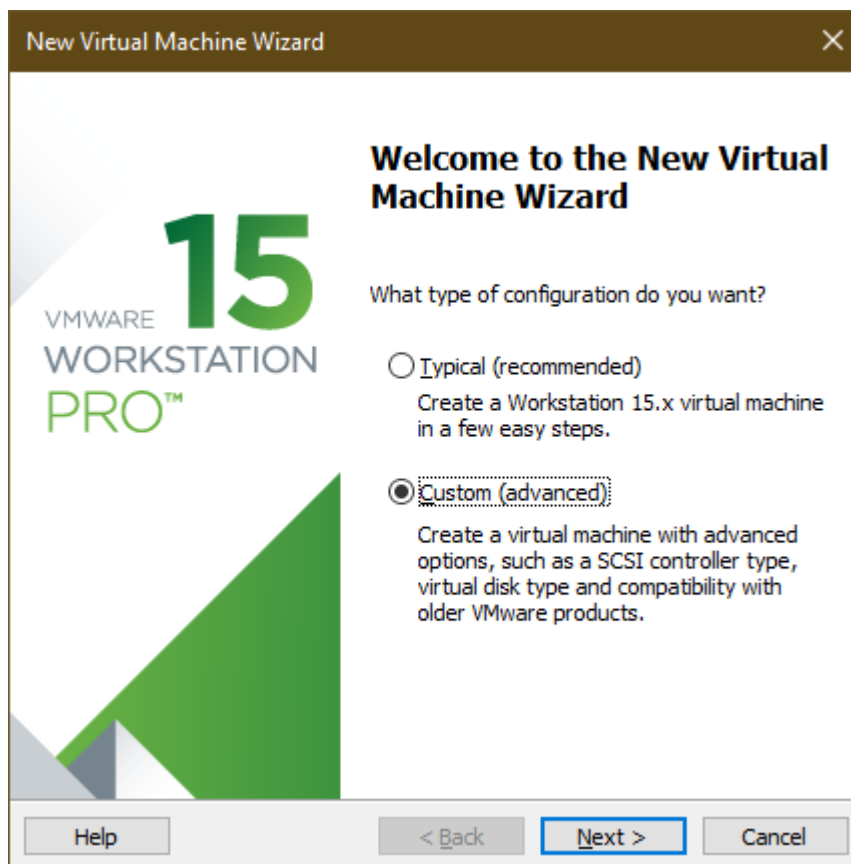 New Virtual Machine Wizard
15
VMWARE
WORKSTATION
PRO™
Welcome to the New Virtual
Machine Wizard
What type of configuration do you want?
Typical (recommended)
Create a Workstation 15.x virtual machine
in a few easy steps.
Custom (advanced)
Create a virtual machine with advanced
options, such as a SCSI controller type,
virtual disk type and compatibility with
older VMware products.
Help
< Back
Next >
Cancel